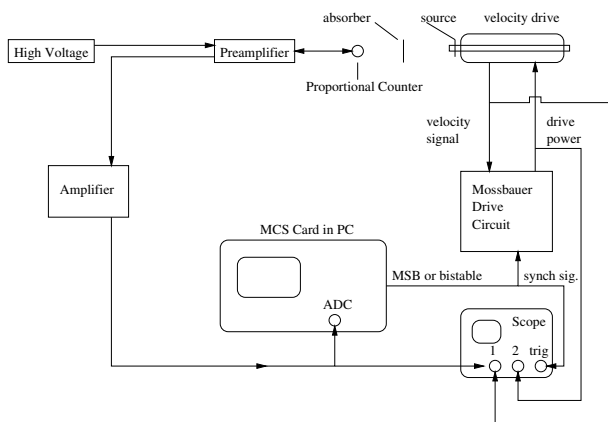 absorber
source
velocity drive
High Voltage
Preamplifier
Proportional Counter
velocity
signal
drive
power
Amplifier
Mossbauer
Drive
Circuit
MCS Card in PC
MSB or bistable
synch sig.
ADC
Scope
1
2
trig